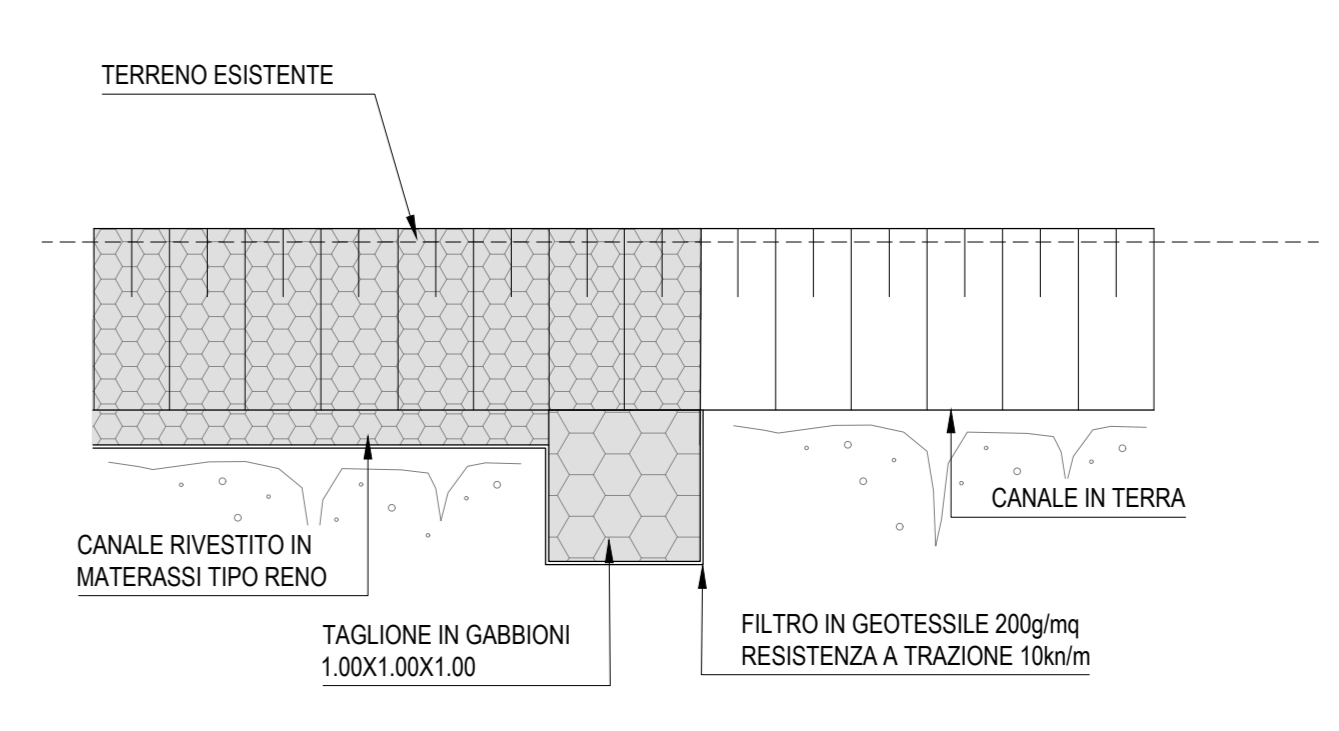 TERRENO ESISTENTE
CANALE IN TERRA
CANALE RIVESTITO IN
MATERASSI TIPO RENO
TAGLIONE IN GABBIONI
1.00X1.00X1.00
FILTRO IN GEOTESSILE 200g/mq
RESISTENZA A TRAZIONE 10kn/m